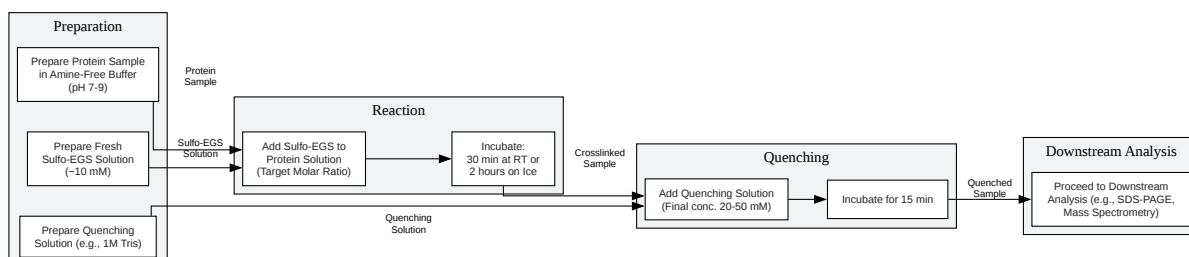 Preparation
Prepare Protein Sample
in Amine-Free Buffer
(pH 7-9)
Prepare Fresh
Sulfo-EGS Solution
(~10 mM)
Prepare Quenching
Solution (e.g., 1M Tris)
Protein
Sample
Sulfo-EGS
Solution
Reaction
Add Sulfo-EGS to
Protein Solution
(Target Molar Ratio)
Incubate:
30 min at RT or
2 hours on Ice
Crosslinked
Sample
Quenching
Solution
Quenching
Add Quenching Solution
(Final conc. 20-50 mM)
Incubate for 15 min
Quenched
Sample
Downstream Analysis
Proceed to Downstream
Analysis (e.g., SDS-PAGE,
Mass Spectrometry)